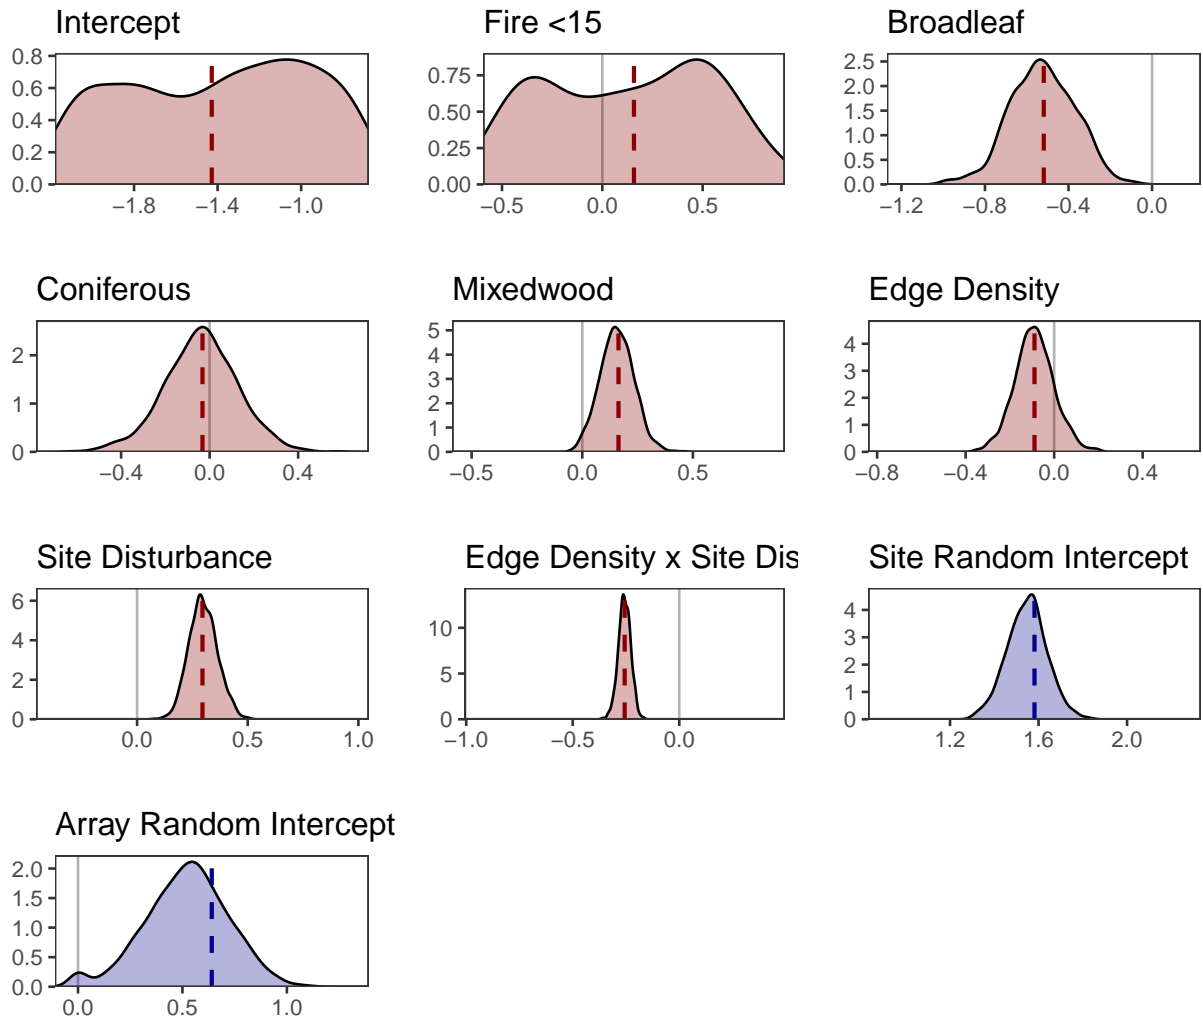 Intercept
0.8
0.6
0.4
0.2
0.0
−1.8 −1.4 −1.0
Fire <15
0.75
0.50
0.25
0.00
−0.5 0.0 0.5
Broadleaf
2.5
2.0
1.5
1.0
0.5
0.0
−1.2 −0.8 −0.4 0.0
Coniferous
2
1
0
−0.4 0.0 0.4
Mixedwood
5
4
3
2
1
0
−0.5 0.0 0.5
Edge Density
4
3
2
1
0
−0.8 −0.4 0.0 0.4
Site Disturbance
6
4
2
0
0.0 0.5 1.0
Edge Density x Site Dis
10
5
0
−1.0 −0.5 0.0
Site Random Intercept
4
3
2
1
0
1.2 1.6 2.0
Array Random Intercept
2.0
1.5
1.0
0.5
0.0
0.0 0.5 1.0